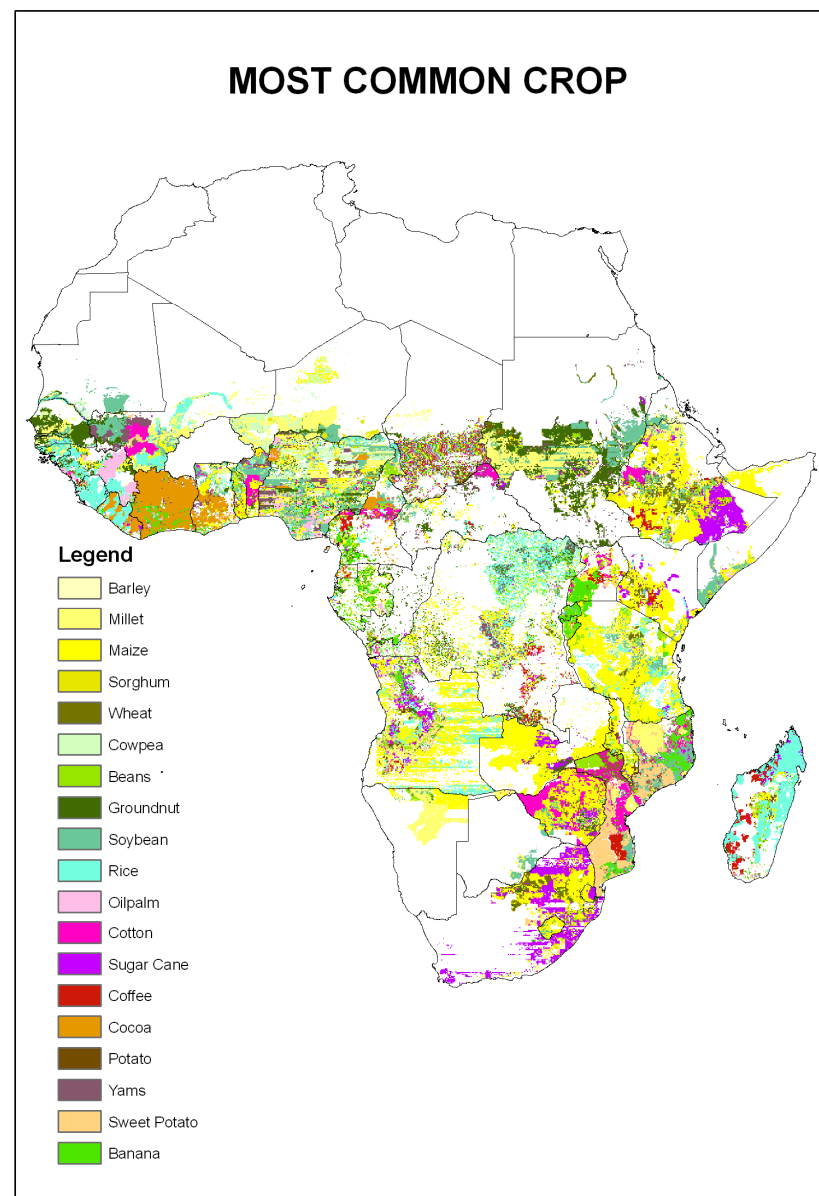 MOST COMMON CROP
Legend
Barley
Millet
Maize
Sorghum
Wheat
Cowpea
Beans
Groundnut
Soybean
Rice
Oilpalm
Cotton
Sugar Cane
Coffee
Cocoa
Potato
Yams
Sweet Potato
Banana